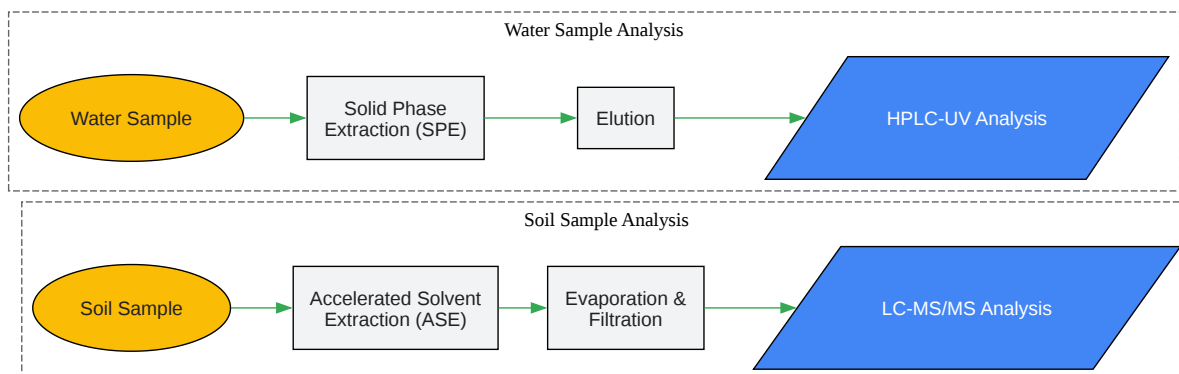 Water Sample Analysis
Water Sample
Solid Phase
Extraction (SPE)
Elution
HPLC-UV Analysis
Soil Sample Analysis
Soil Sample
Accelerated Solvent
Extraction (ASE)
Evaporation &
Filtration
LC-MS/MS Analysis